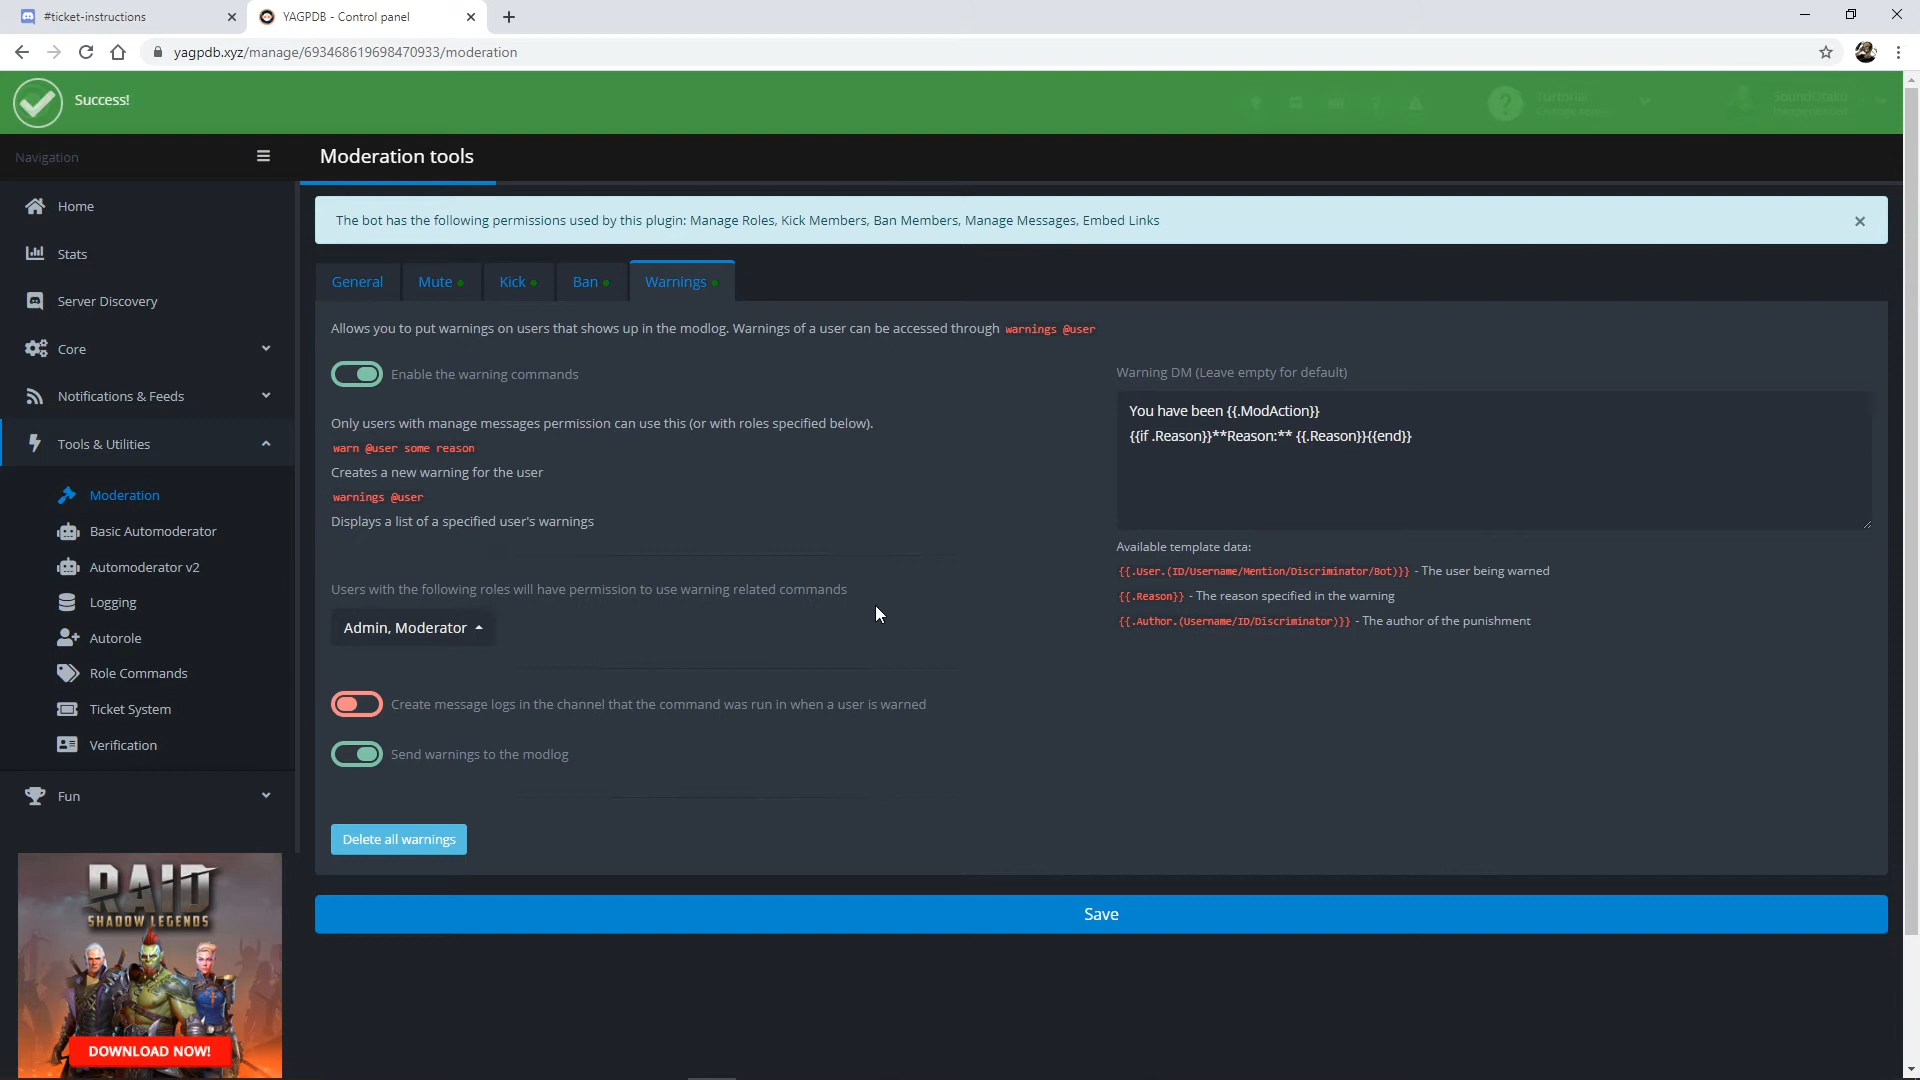 #ticket-instructions
YAGPDB - Control panel
yagpdb.xyz/manage/693468619698470933/moderation
Success!
Tutorial
SoundOtaku
Navigation
Moderation tools
Home
Stats
Server Discovery
Core
Notifications & Feeds
Tools & Utilities
Moderation
Basic Automoderator
Automoderator v2
Logging
Autorole
Role Commands
Ticket System
Verification
Fun
RAID
SHADOW LEGENDS
DOWNLOAD NOW!
The bot has the following permissions used by this plugin: Manage Roles, Kick Members, Ban Members, Manage Messages, Embed Links
General
Mute
Kick
Ban
Warnings
Allows you to put warnings on users that shows up in the modlog. Warnings of a user can be accessed through warnings @user
Enable the warning commands
Only users with manage messages permission can use this (or with roles specified below).
warn @user some reason
Creates a new warning for the user
warnings @user
Displays a list of a specified user's warnings
Users with the following roles will have permission to use warning related commands
Admin, Moderator
Create message logs in the channel that the command was run in when a user is warned
Send warnings to the modlog
Delete all warnings
Warning DM (Leave empty for default)
You have been {{.ModAction}}
{{if .Reason}}**Reason:** {{.Reason}}{{end}}
Available template data:
{{.User.(ID/Username/Mention/Discriminator/Bot)}} - The user being warned
{{.Reason}} - The reason specified in the warning
{{.Author.(Username/ID/Discriminator)}} - The author of the punishment
Save